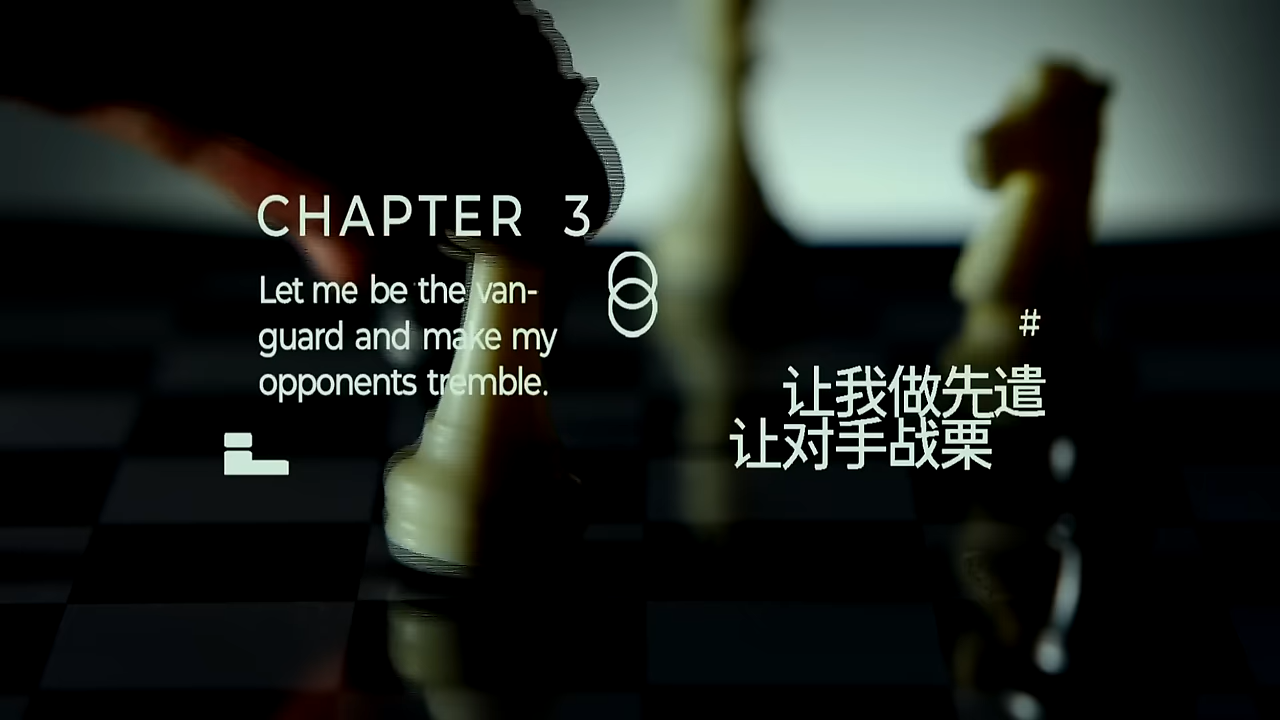 CHAPTER 3
Let me be the van-
guard and make my
opponents tremble.
#
让我做先遣
让对手战栗